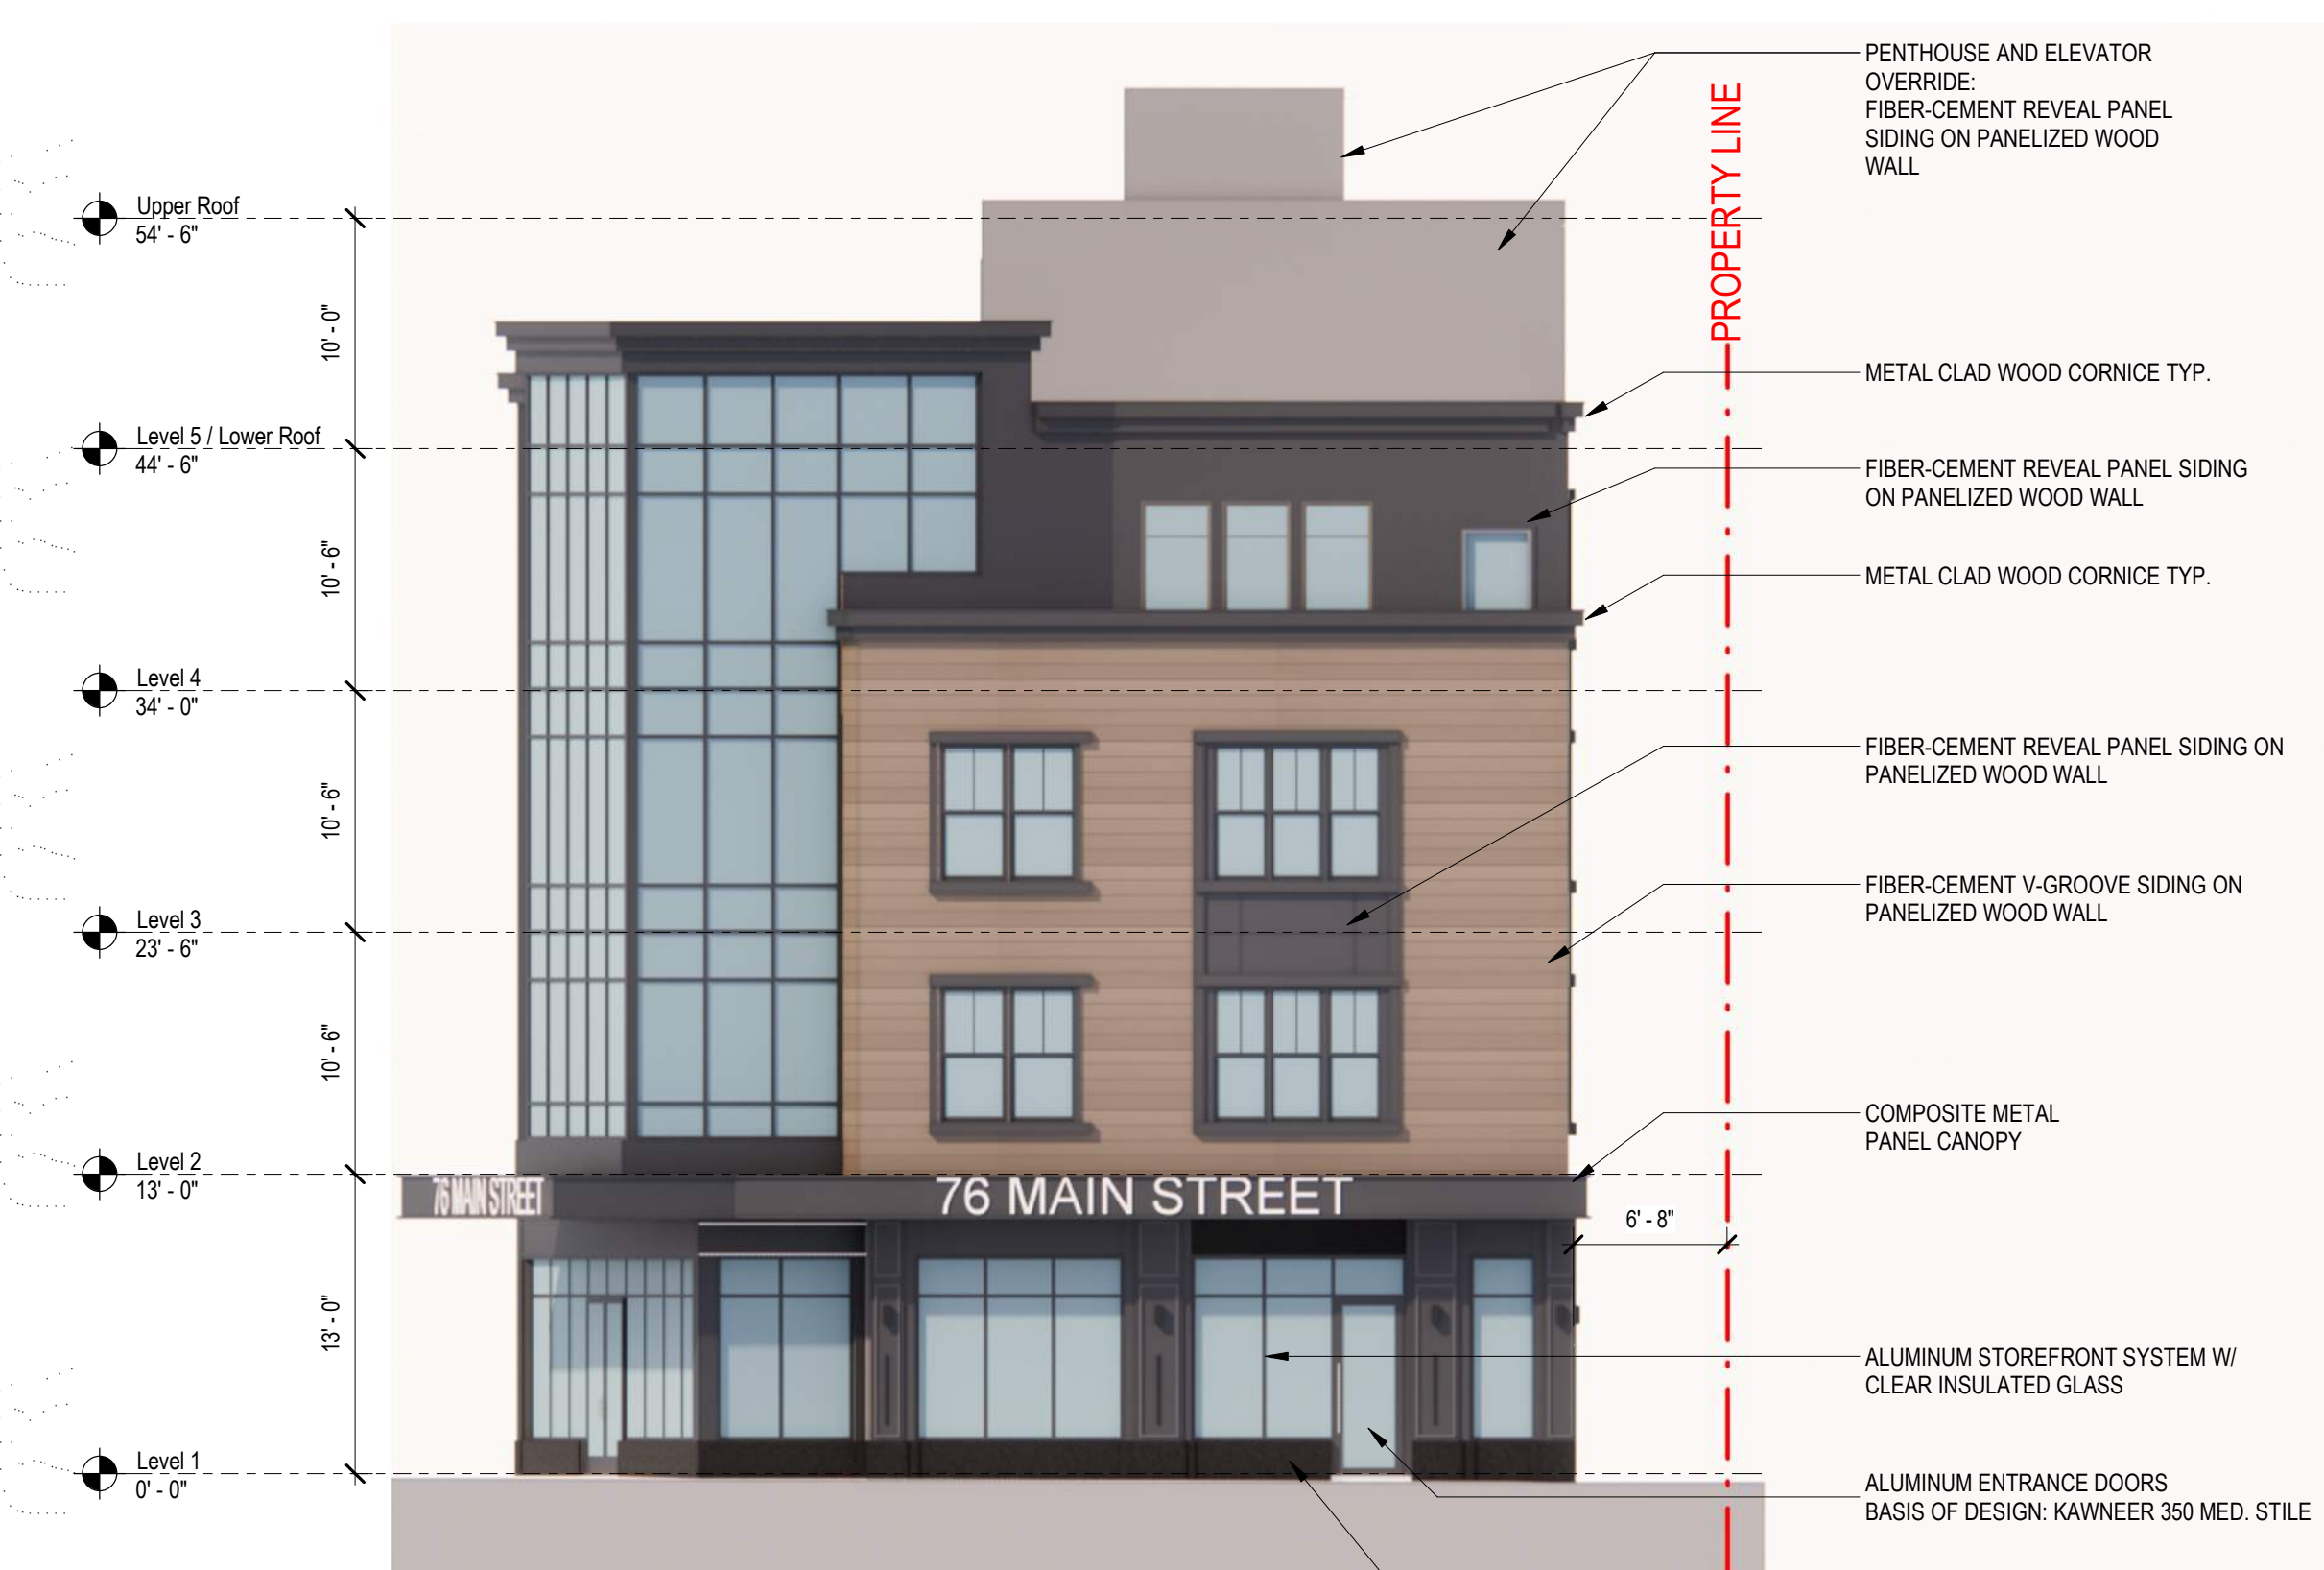 PENTHOUSE AND ELEVATOR
OVERRIDE:
FIBER-CEMENT REVEAL PANEL
SIDING ON PANELIZED WOOD
WALL
PROPERTY LINE
Upper Roof
54' - 6"
10' - 0"
METAL CLAD WOOD CORNICE TYP.
Level 5 / Lower Roof
44' - 6"
FIBER-CEMENT REVEAL PANEL SIDING
ON PANELIZED WOOD WALL
10' - 6"
METAL CLAD WOOD CORNICE TYP.
Level 4
34' - 0"
FIBER-CEMENT REVEAL PANEL SIDING ON
PANELIZED WOOD WALL
10' - 6"
FIBER-CEMENT V-GROOVE SIDING ON
PANELIZED WOOD WALL
Level 3
23' - 6"
10' - 6"
COMPOSITE METAL
PANEL CANOPY
Level 2
13' - 0"
76 MAIN STREET
76 MAIN STREET
6' - 8"
13' - 0"
ALUMINUM STOREFRONT SYSTEM W/
CLEAR INSULATED GLASS
Level 1
0' - 0"
ALUMINUM ENTRANCE DOORS
BASIS OF DESIGN: KAWNEER 350 MED. STILE